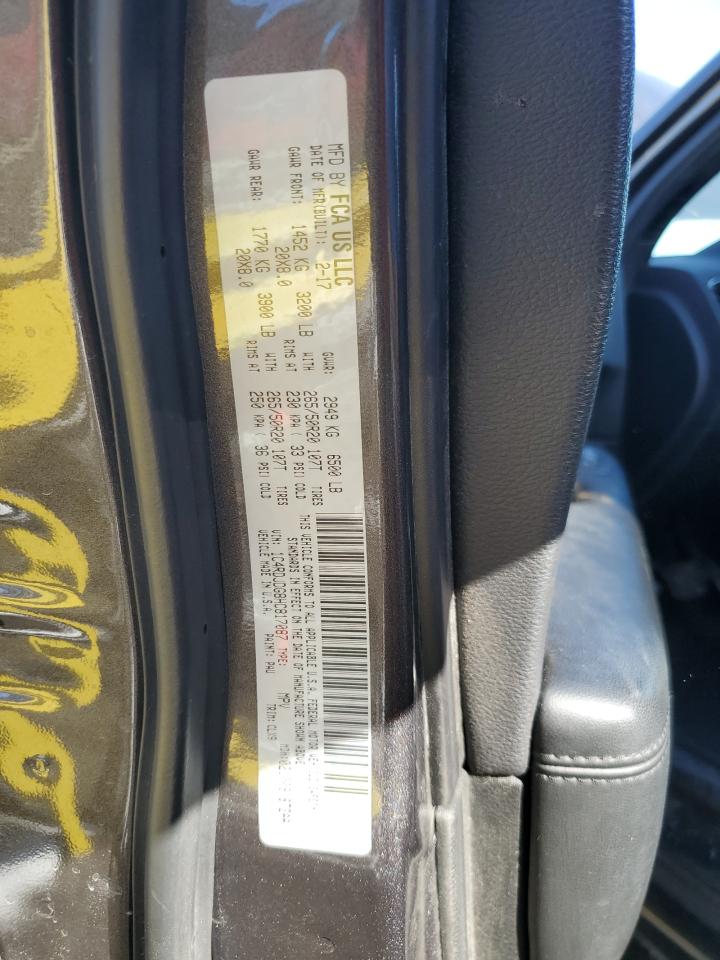 MFD BY FCA US LLC
DATE OF MFR(BUILT): 2-17 GVWR: 2949 KG 6500 LB
GAWR FRONT: 1452 KG 3200 LB WITH 265/50R20 107T TIRES
20X8.0 RIMS AT 230 KPA ( 33 PSI) COLD
GAWR REAR: 1770 KG 3900 LB WITH 265/50R20 107T TIRES
20X8.0 RIMS AT 250 KPA ( 36 PSI) COLD
THIS VEHICLE CONFORMS TO ALL APPLICABLE U.S.A. FEDERAL MOTOR
STANDARDS IN EFFECT ON THE DATE OF MANUFACTURE SHOWN ABOVE
VIN: 1C4RDJDG8HC817087 TYPE: MPV
VEHICLE MADE IN U.S.A. PAINT: PAU TRIM: CLX9